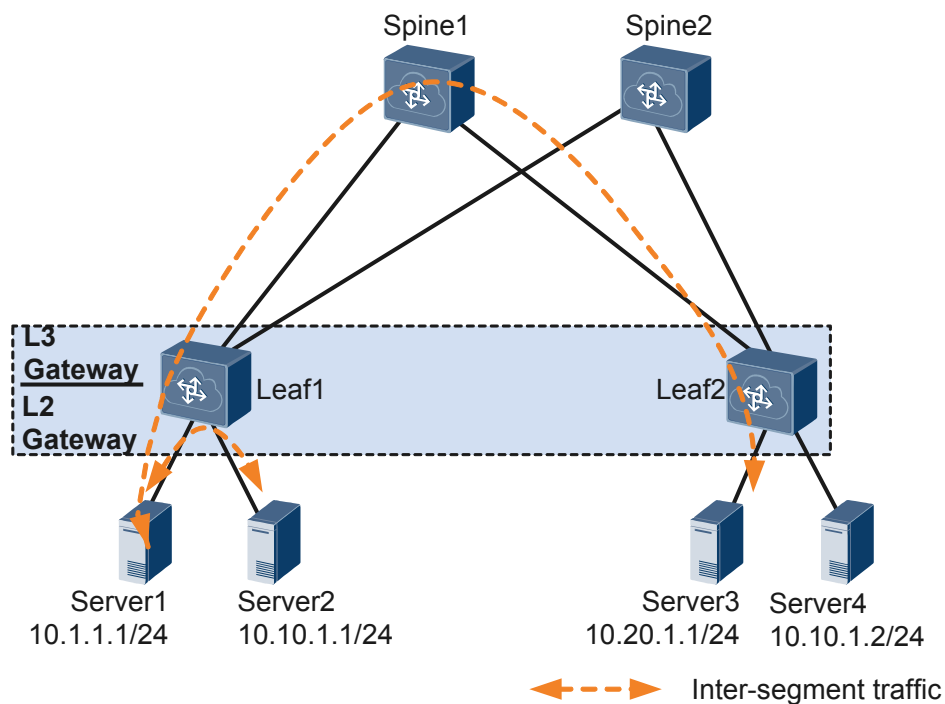 Spine1
Spine2
L3
Gateway
L2
Gateway
Leaf1
Leaf2
Server1
10.1.1.1/24
Server2
10.10.1.1/24
Server3
10.20.1.1/24
Server4
10.10.1.2/24
Inter-segment traffic